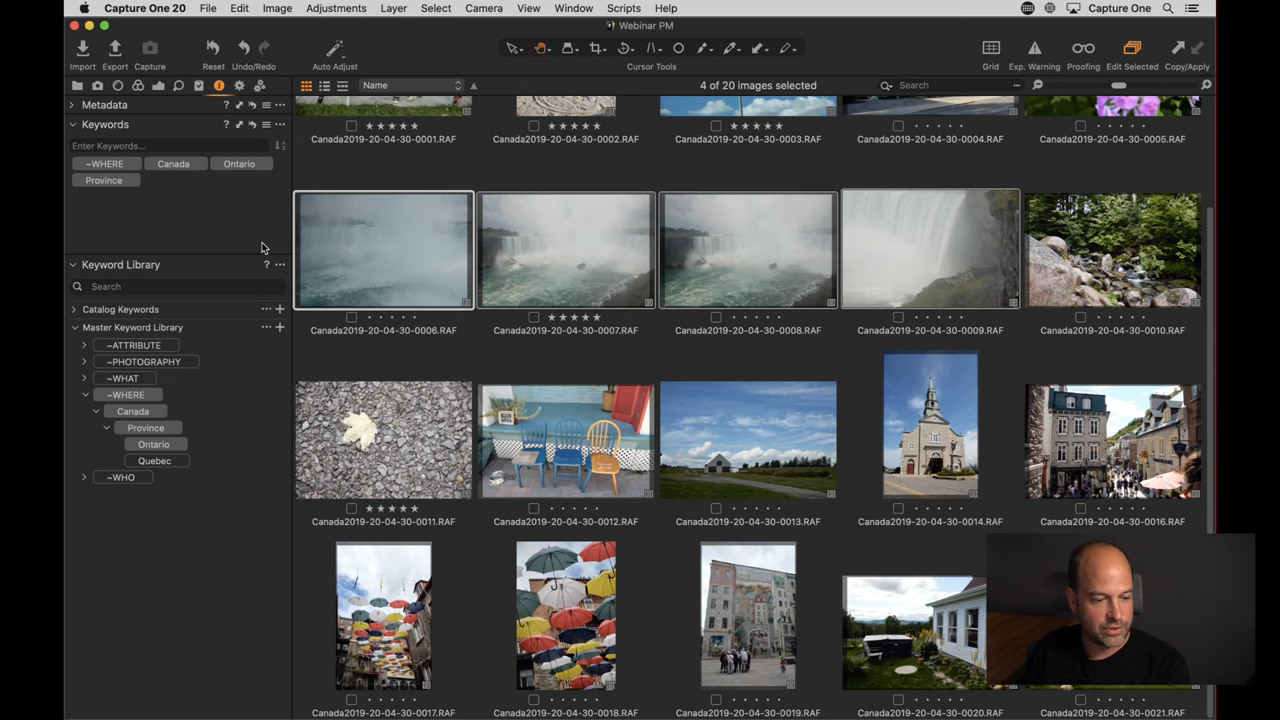 Capture One 20 File Edit Image Adjustments Layer Select Camera View Window Scripts Help Capture One
Webinar PM
Import Export Capture Reset Undo/Redo Auto Adjust Cursor Tools Grid Exp. Warning Proofing Edit Selected Copy/Apply
Name 4 of 20 images selected Search
Metadata ?
Keywords ?
Enter Keywords...
~WHERE Canada Ontario
Province
Keyword Library ?
Search
Catalog Keywords
Master Keyword Library
~ATTRIBUTE
~PHOTOGRAPHY
~WHAT
~WHERE
Canada
Province
Ontario
Quebec
~WHO
Canada2019-20-04-30-0001.RAF Canada2019-20-04-30-0002.RAF Canada2019-20-04-30-0003.RAF Canada2019-20-04-30-0004.RAF Canada2019-20-04-30-0005.RAF
Canada2019-20-04-30-0006.RAF Canada2019-20-04-30-0007.RAF Canada2019-20-04-30-0008.RAF Canada2019-20-04-30-0009.RAF Canada2019-20-04-30-0010.RAF
Canada2019-20-04-30-0011.RAF Canada2019-20-04-30-0012.RAF Canada2019-20-04-30-0013.RAF Canada2019-20-04-30-0014.RAF Canada2019-20-04-30-0016.RAF
Canada2019-20-04-30-0017.RAF Canada2019-20-04-30-0018.RAF Canada2019-20-04-30-0019.RAF Canada2019-20-04-30-0020.RAF Canada2019-20-04-30-0021.RAF